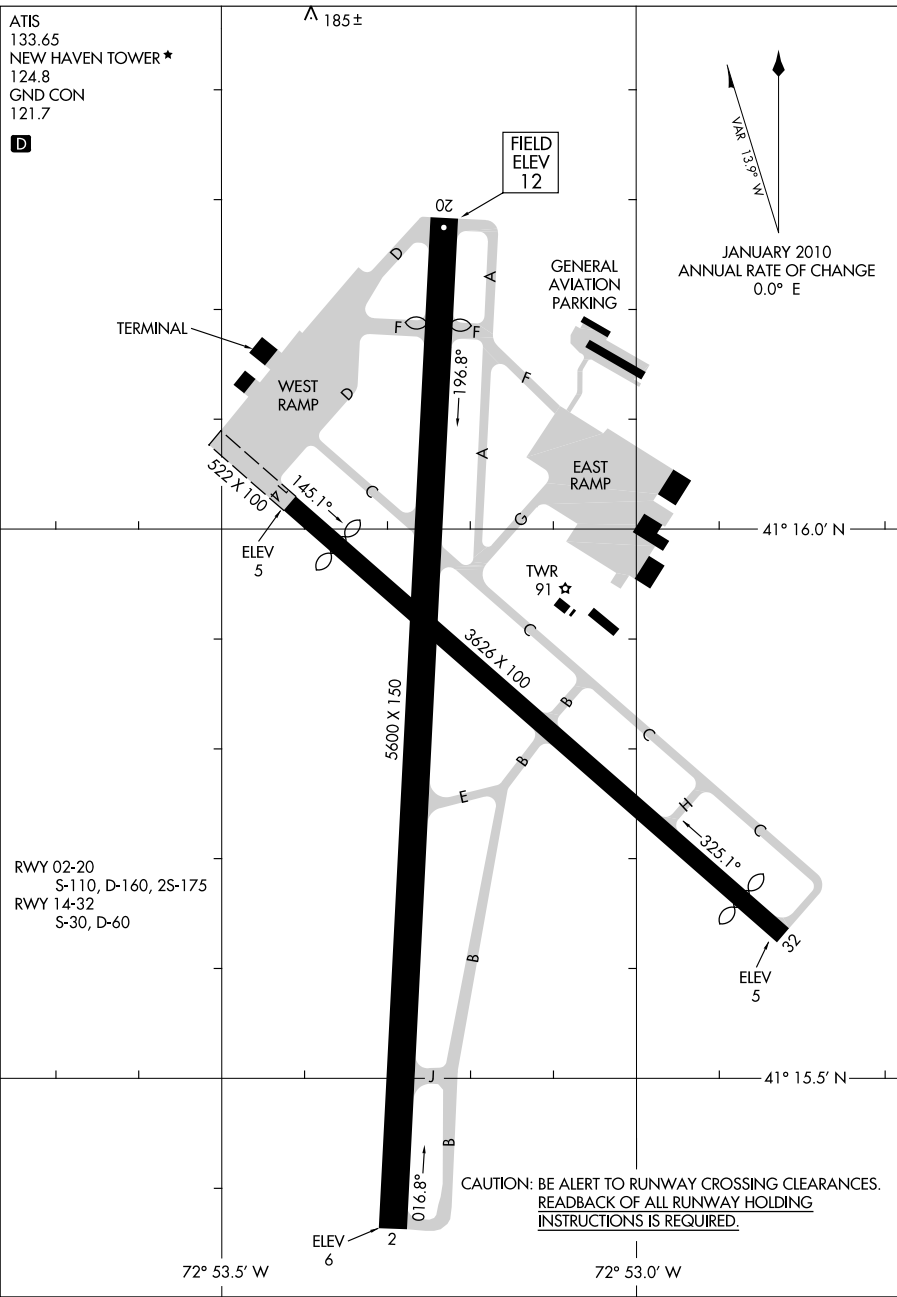 ATIS
133.65
NEW HAVEN TOWER ★
124.8
GND CON
121.7
D
185±
FIELD
ELEV
12
VAR 13.9° W
JANUARY 2010
ANNUAL RATE OF CHANGE
0.0° E
20
D
A
GENERAL
AVIATION
PARKING
TERMINAL
F
F
196.8°
F
WEST
RAMP
D
A
EAST
RAMP
522 X 100
14
145.1°
C
G
41° 16.0' N
ELEV
5
TWR
91
C
3626 X 100
5600 X 150
B
C
B
E
H
C
325.1°
RWY 02-20
S-110, D-160, 2S-175
RWY 14-32
S-30, D-60
32
B
ELEV
5
J
41° 15.5' N
B
016.8°
CAUTION: BE ALERT TO RUNWAY CROSSING CLEARANCES.
READBACK OF ALL RUNWAY HOLDING
INSTRUCTIONS IS REQUIRED.
ELEV
6
2
72° 53.5' W
72° 53.0' W